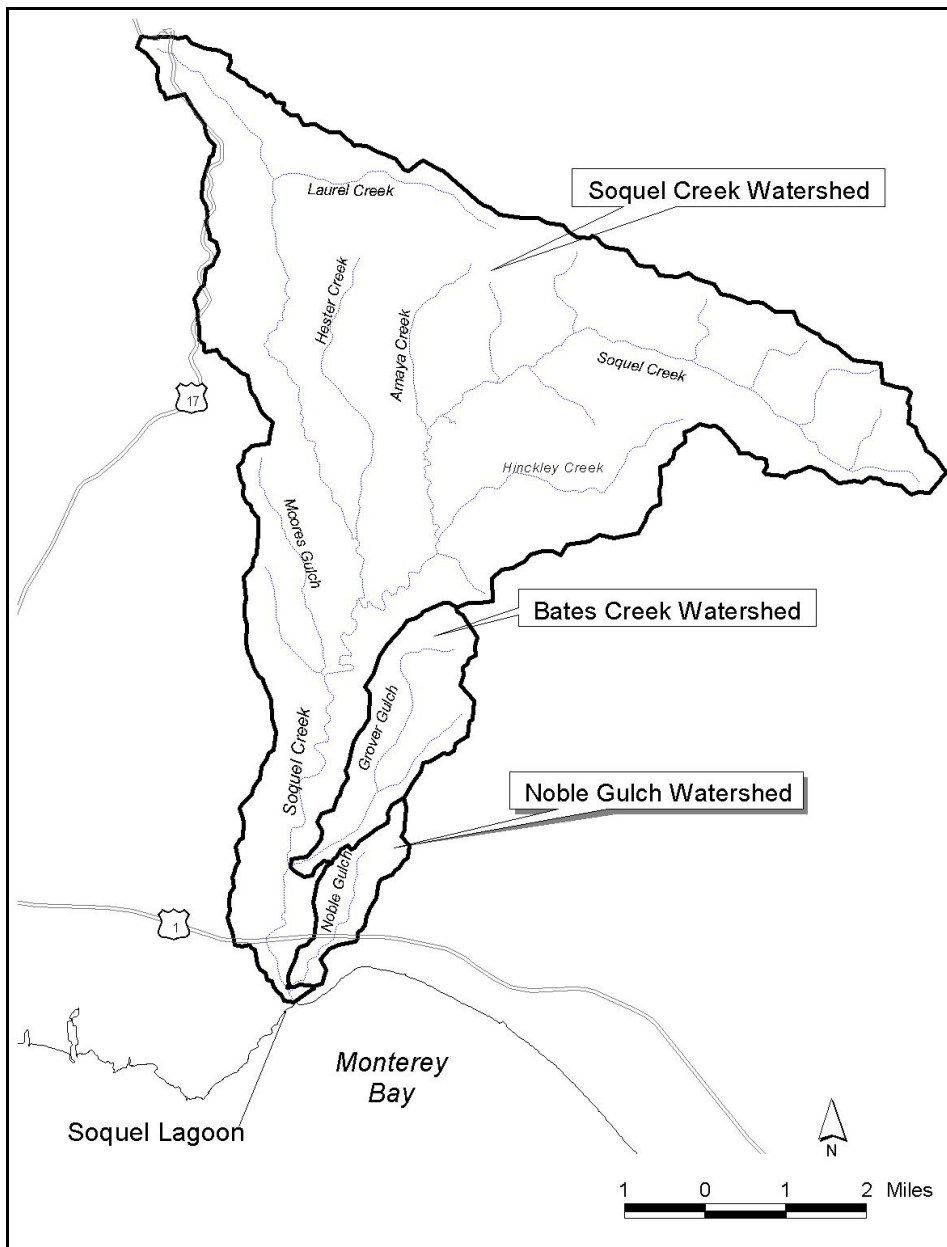 Laurel Creek
Soquel Creek Watershed
Hester Creek
Amaya Creek
Soquel Creek
17
Hinckley Creek
Moores Gulch
Bates Creek Watershed
Grover Gulch
Soquel Creek
Noble Gulch Watershed
Noble Gulch
1
Monterey
Bay
Soquel Lagoon
N
1 0 1 2 Miles